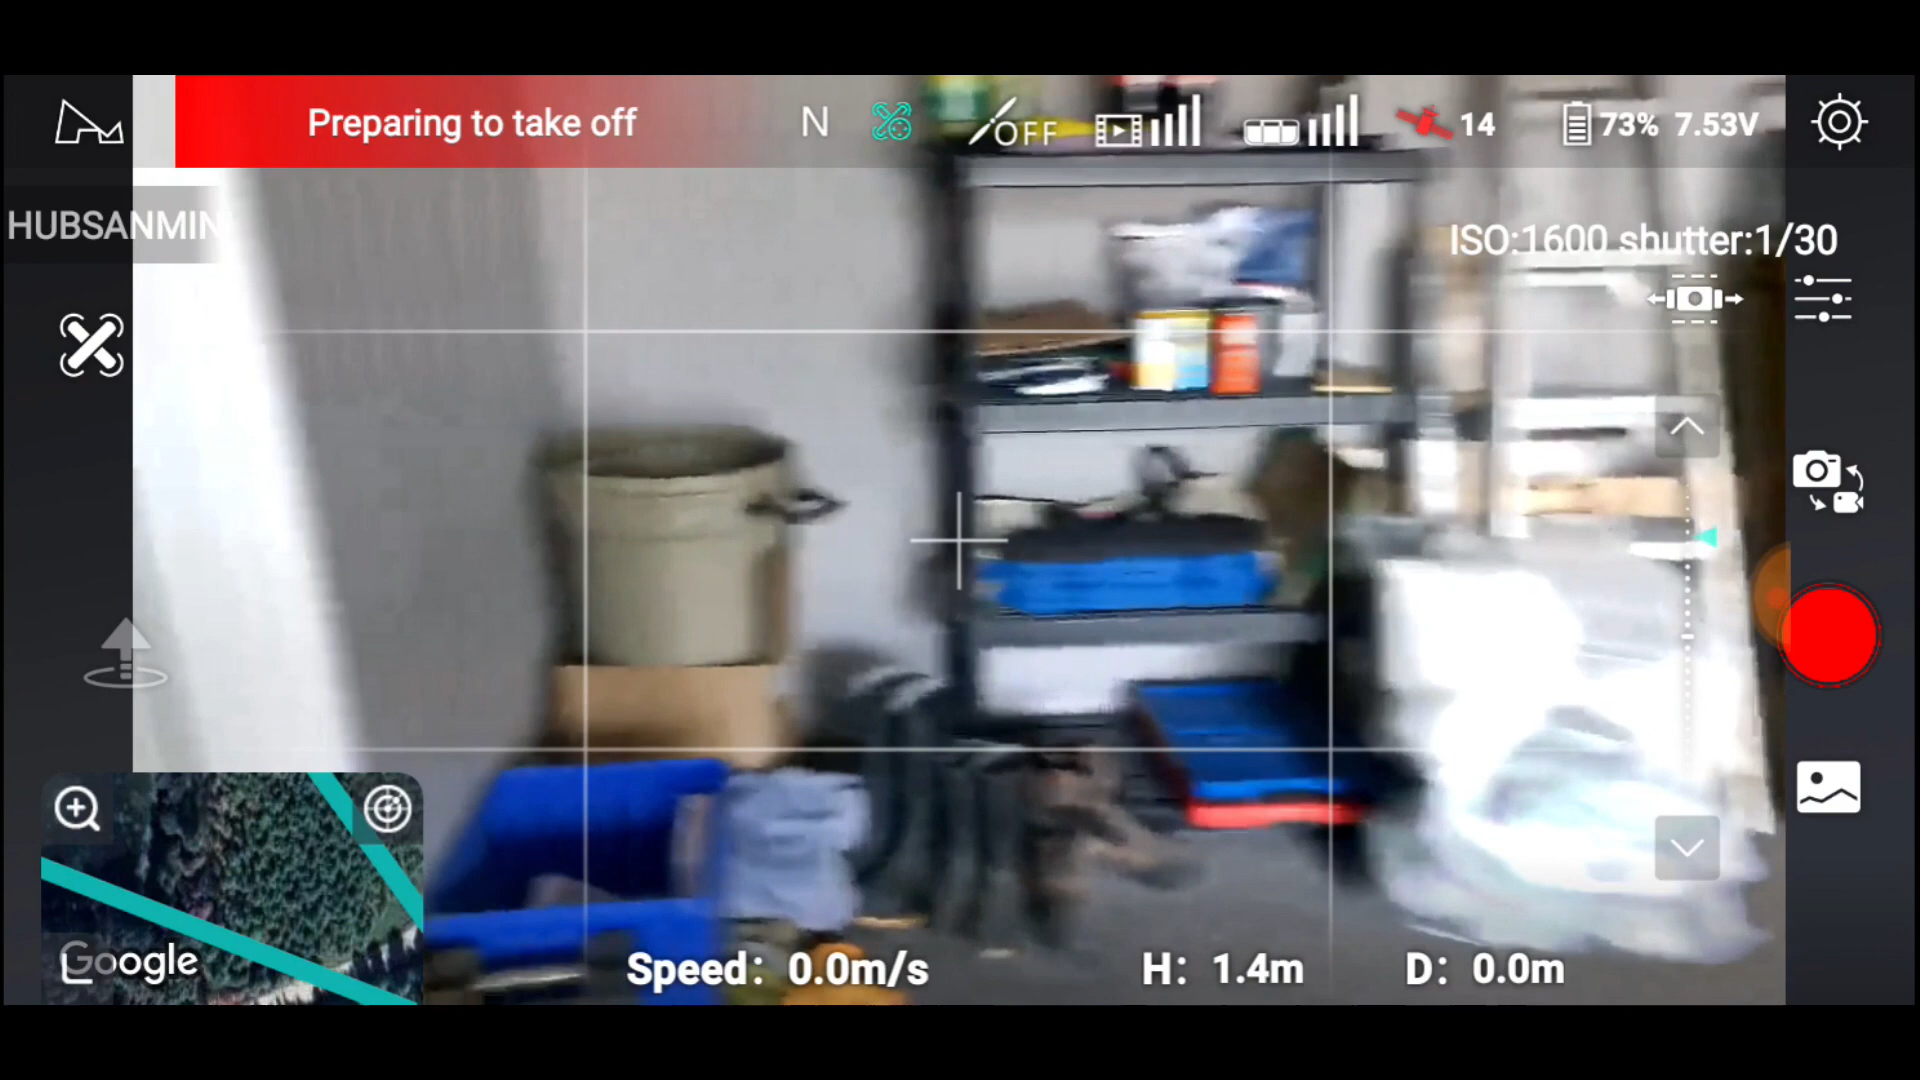 Preparing to take off N OFF 14 73% 7.53V
HUBSANMIN
ISO:1600 shutter:1/30
Google
Speed: 0.0m/s H: 1.4m D: 0.0m